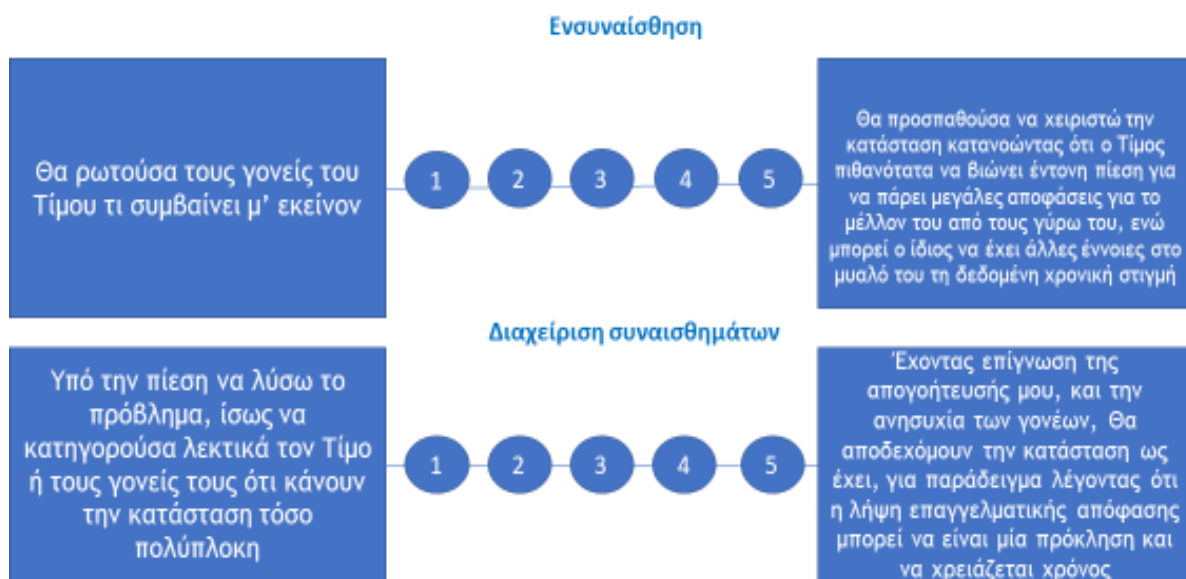 Ενσυναίσθηση
Θα ρωτούσα τους γονείς του
Τίμου τι συμβαίνει μ’ εκείνον
1 2 3 4 5
Θα προσπαθούσα να χειριστώ την
κατάσταση κατανοώντας ότι ο Τίμος
πιθανότατα να βιώνει έντονη πίεση για
να πάρει μεγάλες αποφάσεις για το
μέλλον του από τους γύρω του, ενώ
μπορεί ο ίδιος να έχει άλλες έννοιες στο
μυαλό του τη δεδομένη χρονική στιγμή
Διαχείριση συναισθημάτων
Υπό την πίεση να λύσω το
πρόβλημα, ίσως να
κατηγορούσα λεκτικά τον Τίμο
ή τους γονείς τους ότι κάνουν
την κατάσταση τόσο
πολύπλοκη
1 2 3 4 5
Έχοντας επίγνωση της
απογοήτευσής μου, και την
ανησυχία των γονέων, Θα
αποδεχόμουν την κατάσταση ως
έχει, για παράδειγμα λέγοντας ότι
η λήψη επαγγελματικής απόφασης
μπορεί να είναι μία πρόκληση και
να χρειάζεται χρόνος